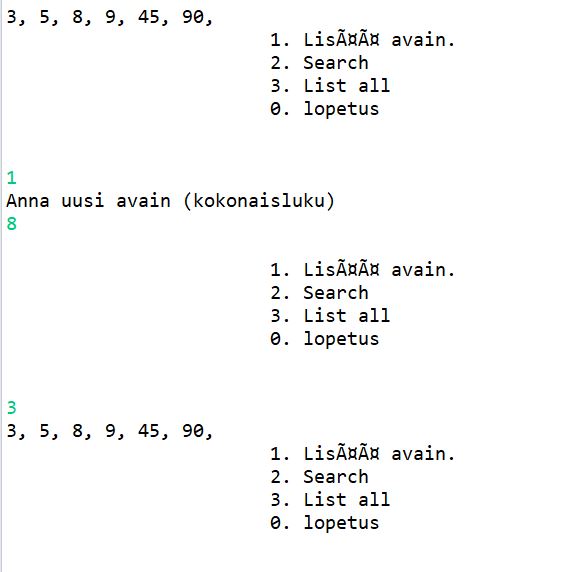 3, 5, 8, 9, 45, 90,
1. LisÃ¤Ã¤ avain.
2. Search
3. List all
0. lopetus
1
Anna uusi avain (kokonaisluku)
8
1. LisÃ¤Ã¤ avain.
2. Search
3. List all
0. lopetus
3
3, 5, 8, 9, 45, 90,
1. LisÃ¤Ã¤ avain.
2. Search
3. List all
0. lopetus